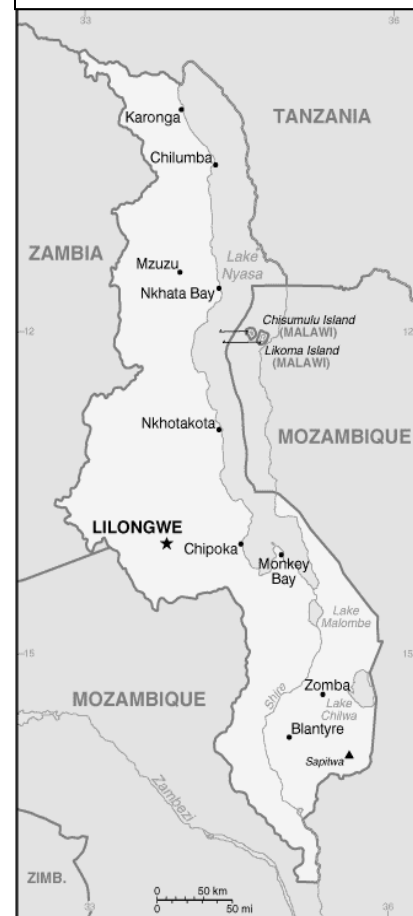 33
36
Karonga
TANZANIA
Chilumba
ZAMBIA
Lake
Nyasa
Mzuzu
Nkhata Bay
Chisumulu Island
(MALAWI)
12
12
Likoma Island
(MALAWI)
Nkhotakota
MOZAMBIQUE
LILONGWE
Chipoka
Monkey
Bay
Lake
Malombe
15
15
MOZAMBIQUE
Shire
Zomba
Lake
Chilwa
Blantyre
Sapitwa
Zambezi
ZIMB.
0 50 km
0 50 mi
33
36